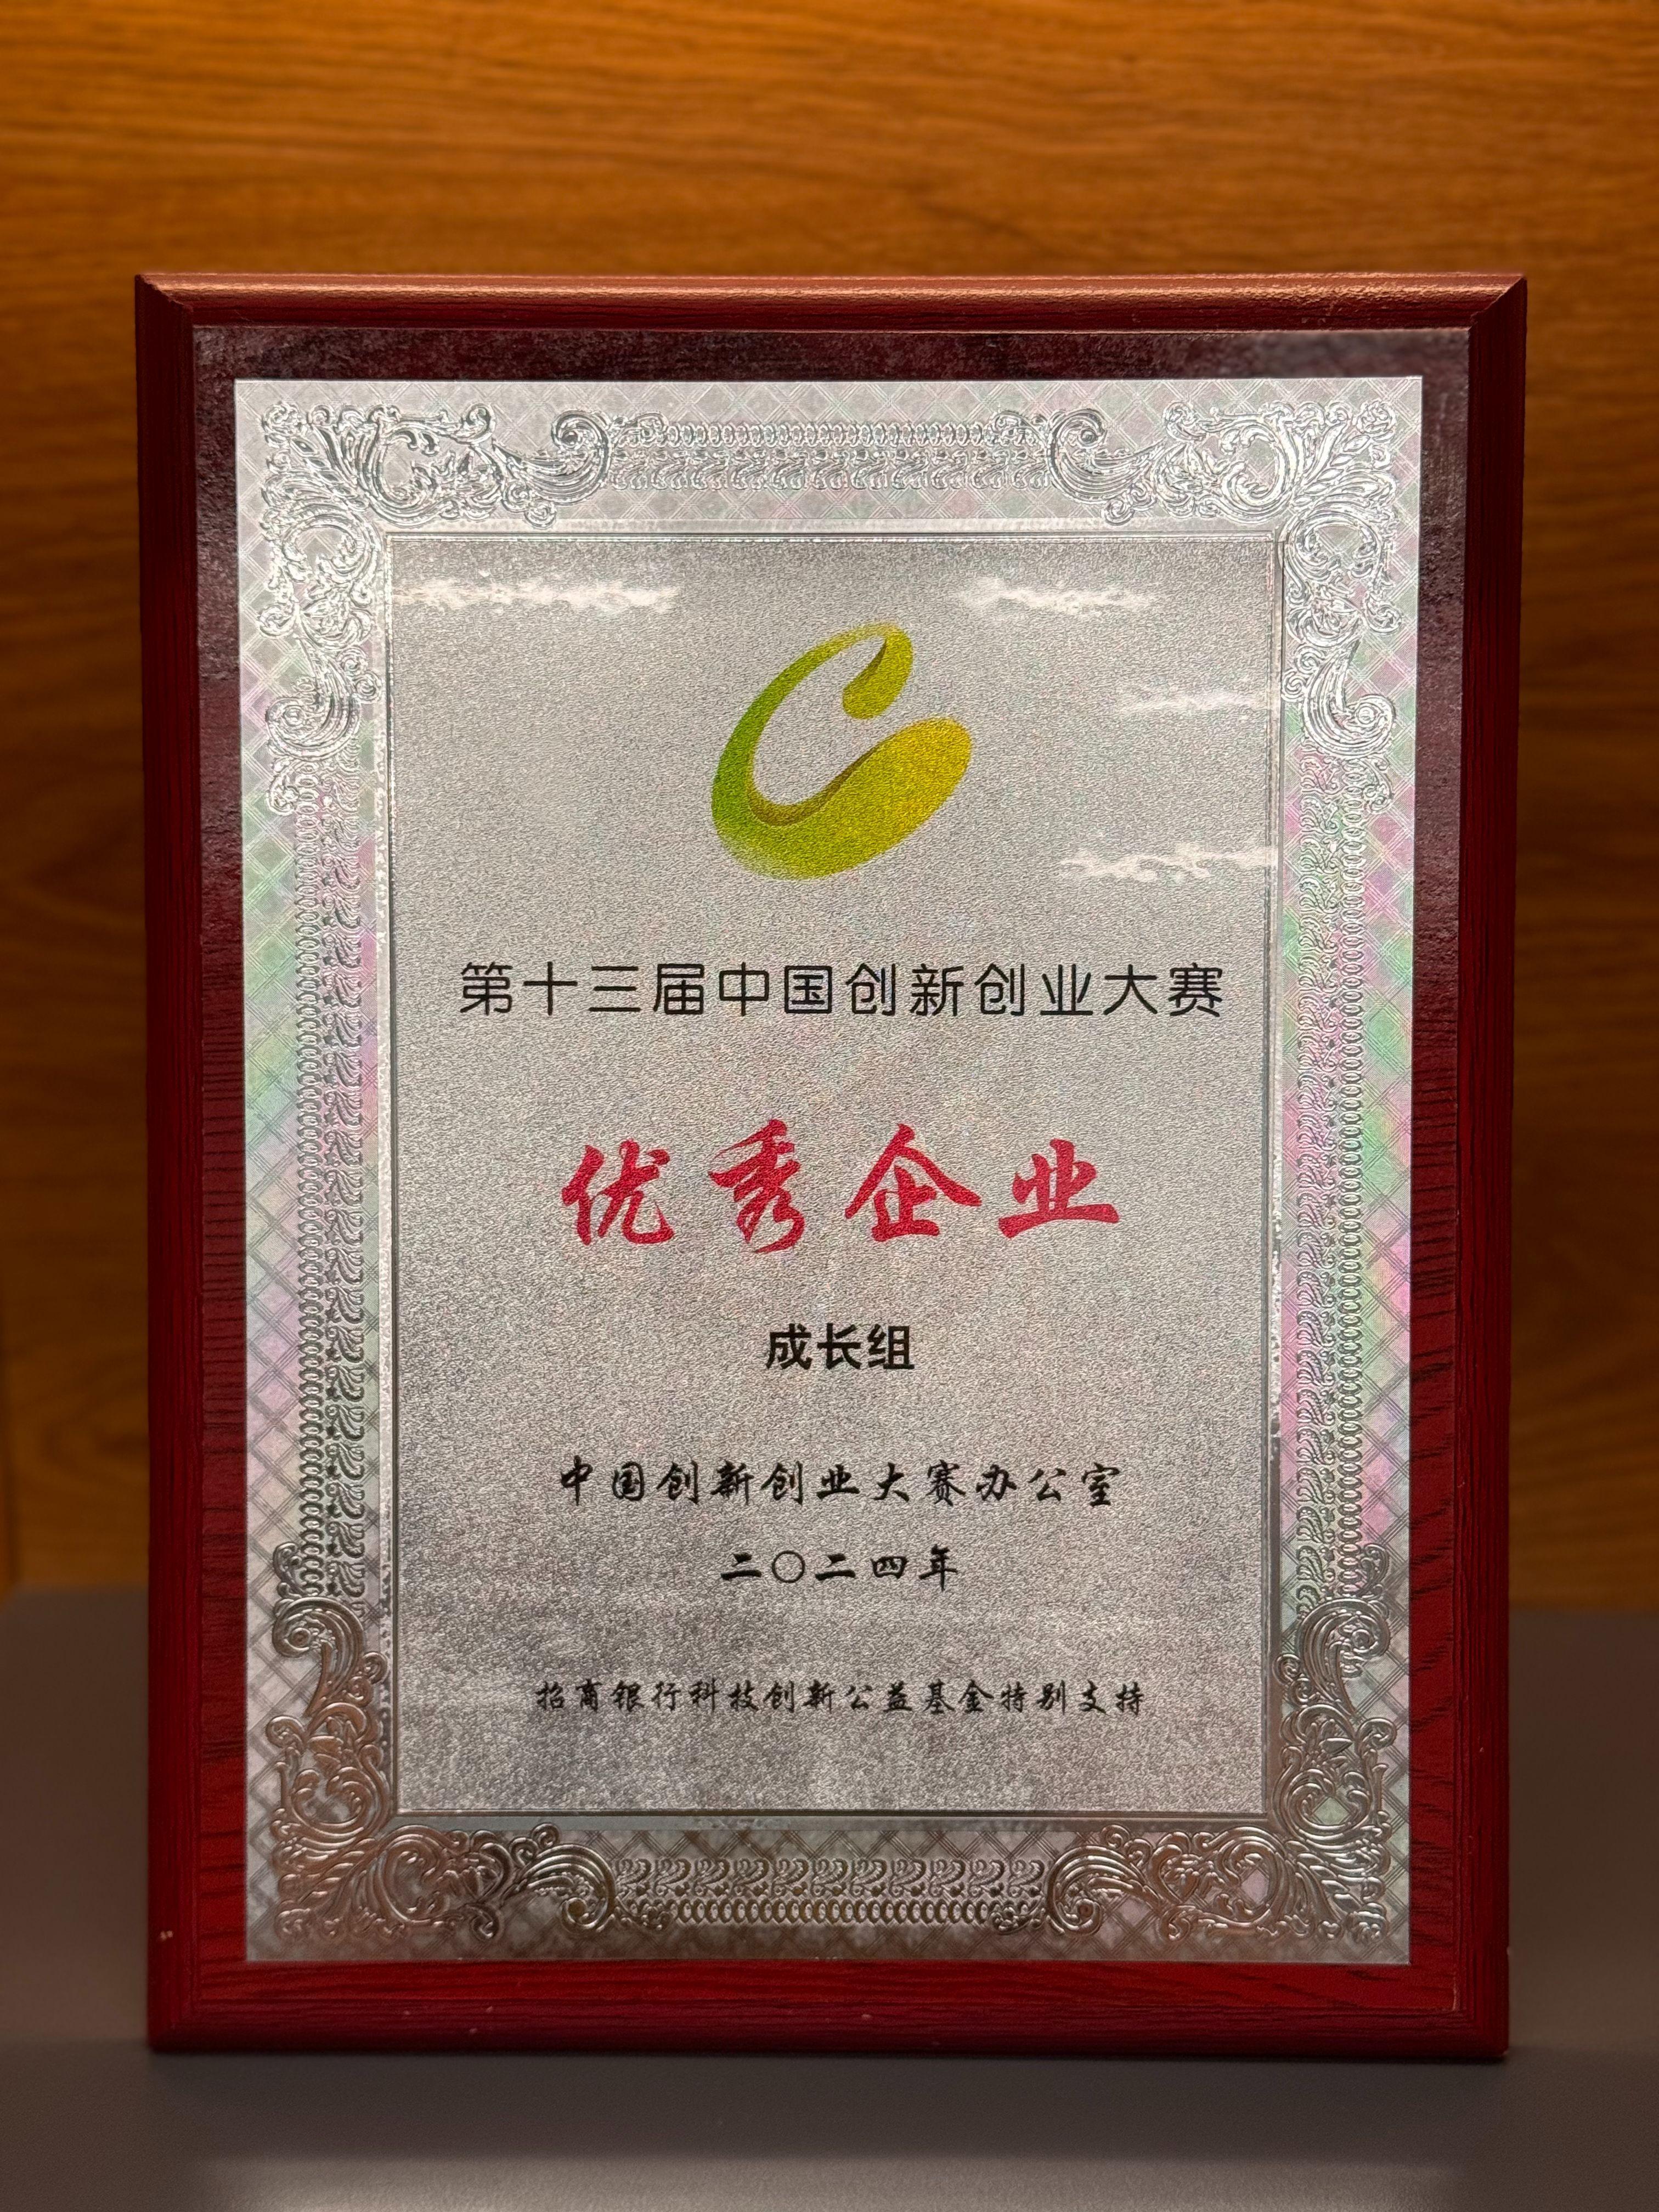 第十三届中国创新创业大赛
优秀企业
成长组
中国创新创业大赛办公室
二〇二四年
招商银行科技创新公益基金特别支持